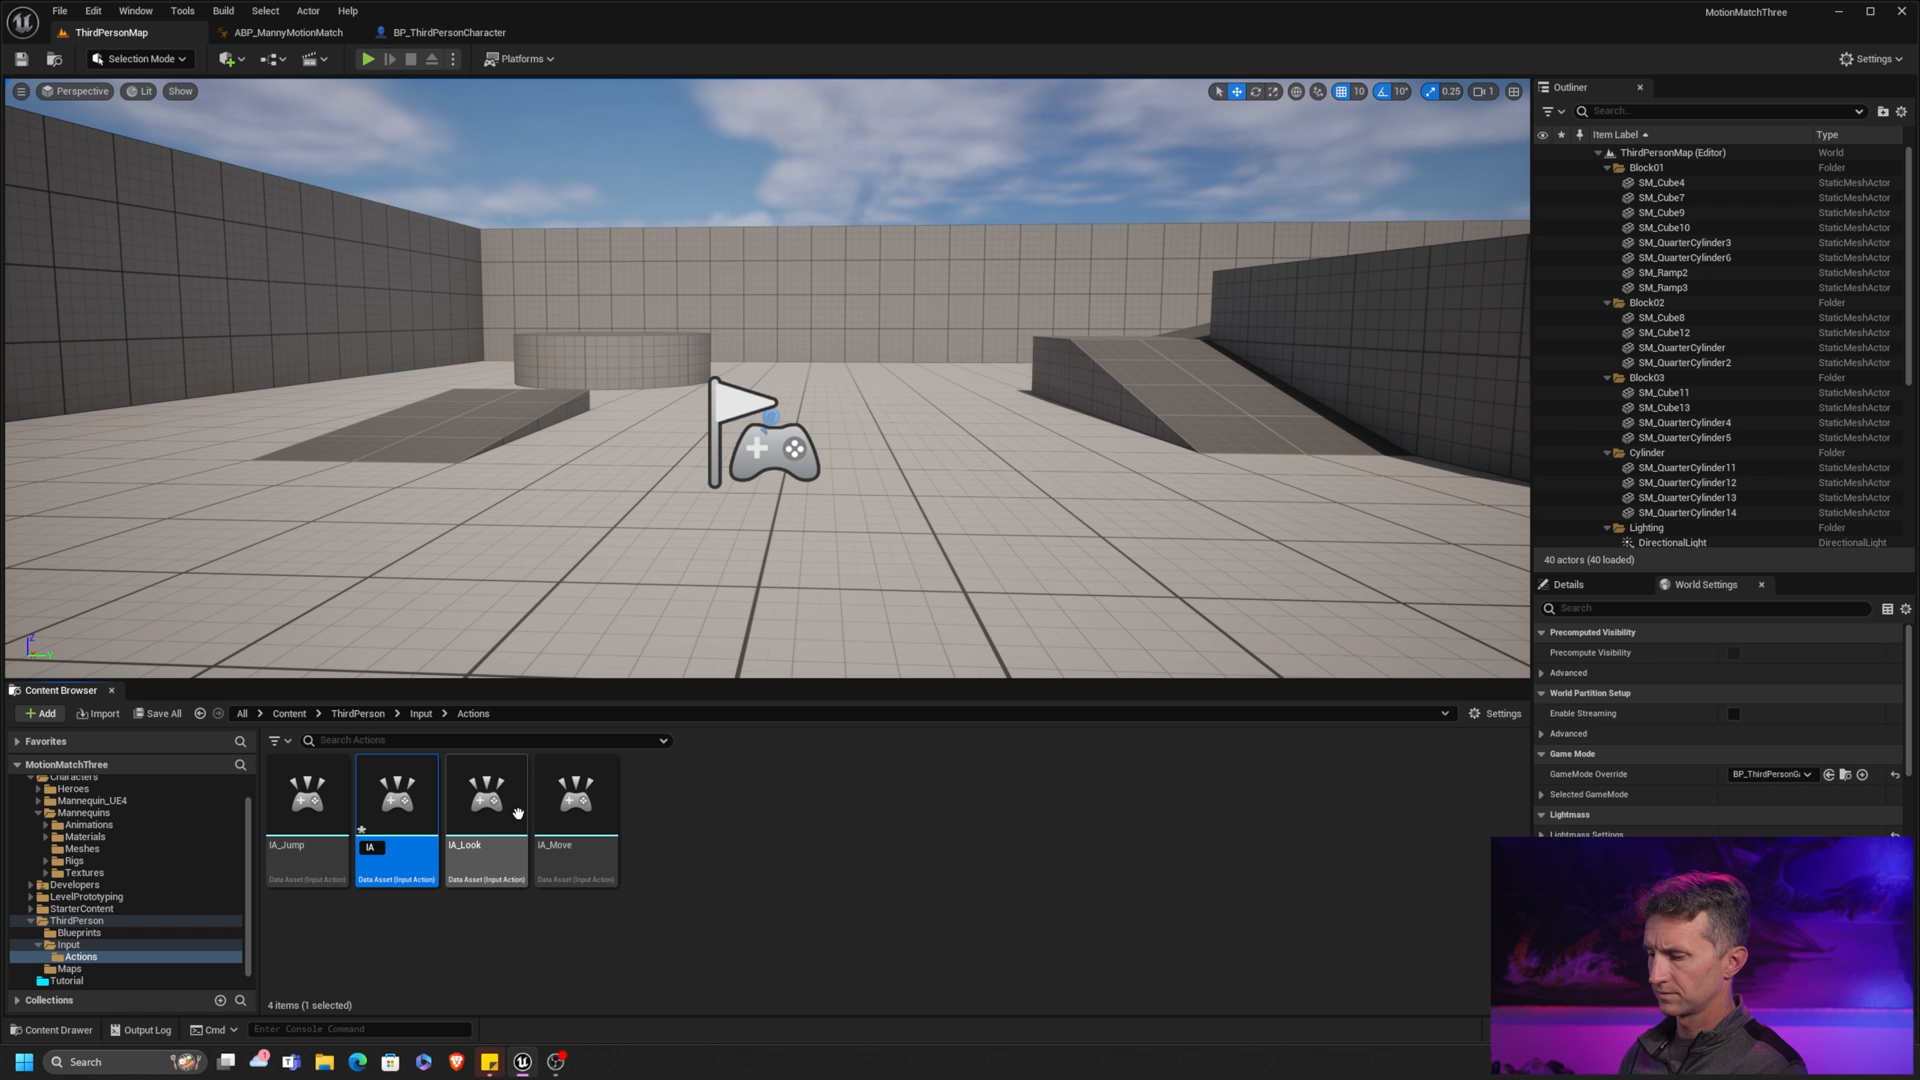 File Edit Window Tools Build Select Actor Help
MotionMatchThree
ThirdPersonMap ABP_MannyMotionMatch BP_ThirdPersonCharacter
Selection Mode Platforms Settings
Perspective Lit Show 10 10° 0.25 1
Outliner
Search...
Item Label Type
ThirdPersonMap (Editor) World
Block01 Folder
SM_Cube4 StaticMeshActor
SM_Cube7 StaticMeshActor
SM_Cube9 StaticMeshActor
SM_Cube10 StaticMeshActor
SM_QuarterCylinder3 StaticMeshActor
SM_QuarterCylinder6 StaticMeshActor
SM_Ramp2 StaticMeshActor
SM_Ramp3 StaticMeshActor
Block02 Folder
SM_Cube8 StaticMeshActor
SM_Cube12 StaticMeshActor
SM_QuarterCylinder StaticMeshActor
SM_QuarterCylinder2 StaticMeshActor
Block03 Folder
SM_Cube11 StaticMeshActor
SM_Cube13 StaticMeshActor
SM_QuarterCylinder4 StaticMeshActor
SM_QuarterCylinder5 StaticMeshActor
Cylinder Folder
SM_QuarterCylinder11 StaticMeshActor
SM_QuarterCylinder12 StaticMeshActor
SM_QuarterCylinder13 StaticMeshActor
SM_QuarterCylinder14 StaticMeshActor
Lighting Folder
DirectionalLight DirectionalLight
40 actors (40 loaded)
Details World Settings
Search
Precomputed Visibility
Precompute Visibility
Advanced
World Partition Setup
Enable Streaming
Advanced
Game Mode
GameMode Override BP_ThirdPersonG
Selected GameMode
Lightmass
Lightmass Settings
Z
Y
Content Browser
Add Import Save All All > Content > ThirdPerson > Input > Actions Settings
Favorites
MotionMatchThree
Characters
Heroes
Mannequin_UE4
Mannequins
Animations
Materials
Meshes
Rigs
Textures
Developers
LevelPrototyping
StarterContent
ThirdPerson
Blueprints
Input
Actions
Maps
Tutorial
Collections
Search Actions
IA_Jump IA IA_Look IA_Move
Data Asset (Input Action) Data Asset (Input Action) Data Asset (Input Action) Data Asset (Input Action)
4 items (1 selected)
Content Drawer Output Log Cmd Enter Console Command
Search
1